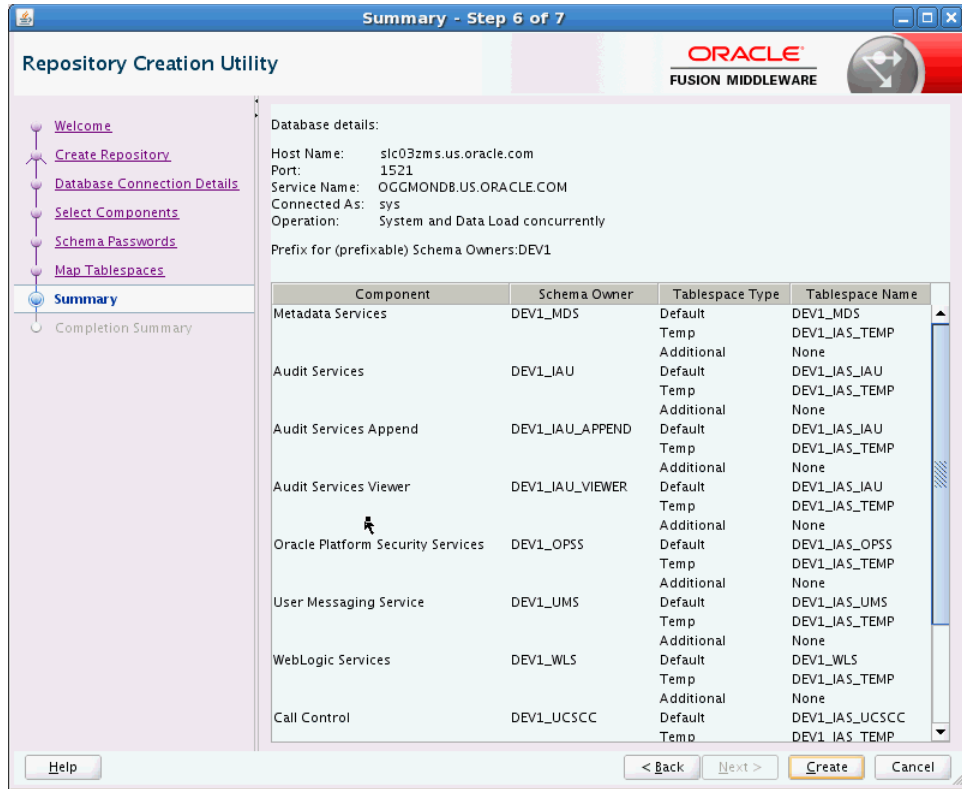 Summary - Step 6 of 7
Repository Creation Utility
ORACLE
FUSION MIDDLEWARE
Welcome
Create Repository
Database Connection Details
Select Components
Schema Passwords
Map Tablespaces
Summary
Completion Summary
Database details:
Host Name: slc03zms.us.oracle.com
Port: 1521
Service Name: OGGMONDB.US.ORACLE.COM
Connected As: sys
Operation: System and Data Load concurrently
Prefix for (prefixable) Schema Owners:DEV1
Component Schema Owner Tablespace Type Tablespace Name
Metadata Services DEV1_MDS Default DEV1_MDS
Temp DEV1_IAS_TEMP
Additional None
Audit Services DEV1_IAU Default DEV1_IAS_IAU
Temp DEV1_IAS_TEMP
Additional None
Audit Services Append DEV1_IAU_APPEND Default DEV1_IAS_IAU
Temp DEV1_IAS_TEMP
Additional None
Audit Services Viewer DEV1_IAU_VIEWER Default DEV1_IAS_IAU
Temp DEV1_IAS_TEMP
Additional None
Oracle Platform Security Services DEV1_OPSS Default DEV1_IAS_OPSS
Temp DEV1_IAS_TEMP
Additional None
User Messaging Service DEV1_UMS Default DEV1_IAS_UMS
Temp DEV1_IAS_TEMP
Additional None
WebLogic Services DEV1_WLS Default DEV1_WLS
Temp DEV1_IAS_TEMP
Additional None
Call Control DEV1_UCSCC Default DEV1_IAS_UCSCC
Temp DEV1_IAS_TEMP
Help < Back Next > Create Cancel